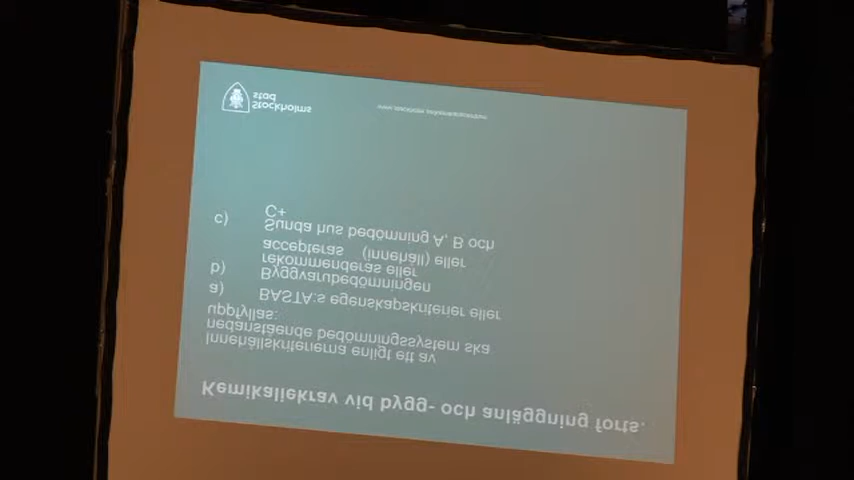 Kemikaliekrav vid bygg- och anläggning forts.
Innehållskriterierna enligt ett av
nedanstående bedömningssystem ska
uppfyllas:
a) BASTA:s egenskapskriterier eller
b) Byggvarubedömningen
rekommenderas eller
accepteras (innehåll) eller
c) Sunda hus bedömning A, B och
C+
Stockholms
stad